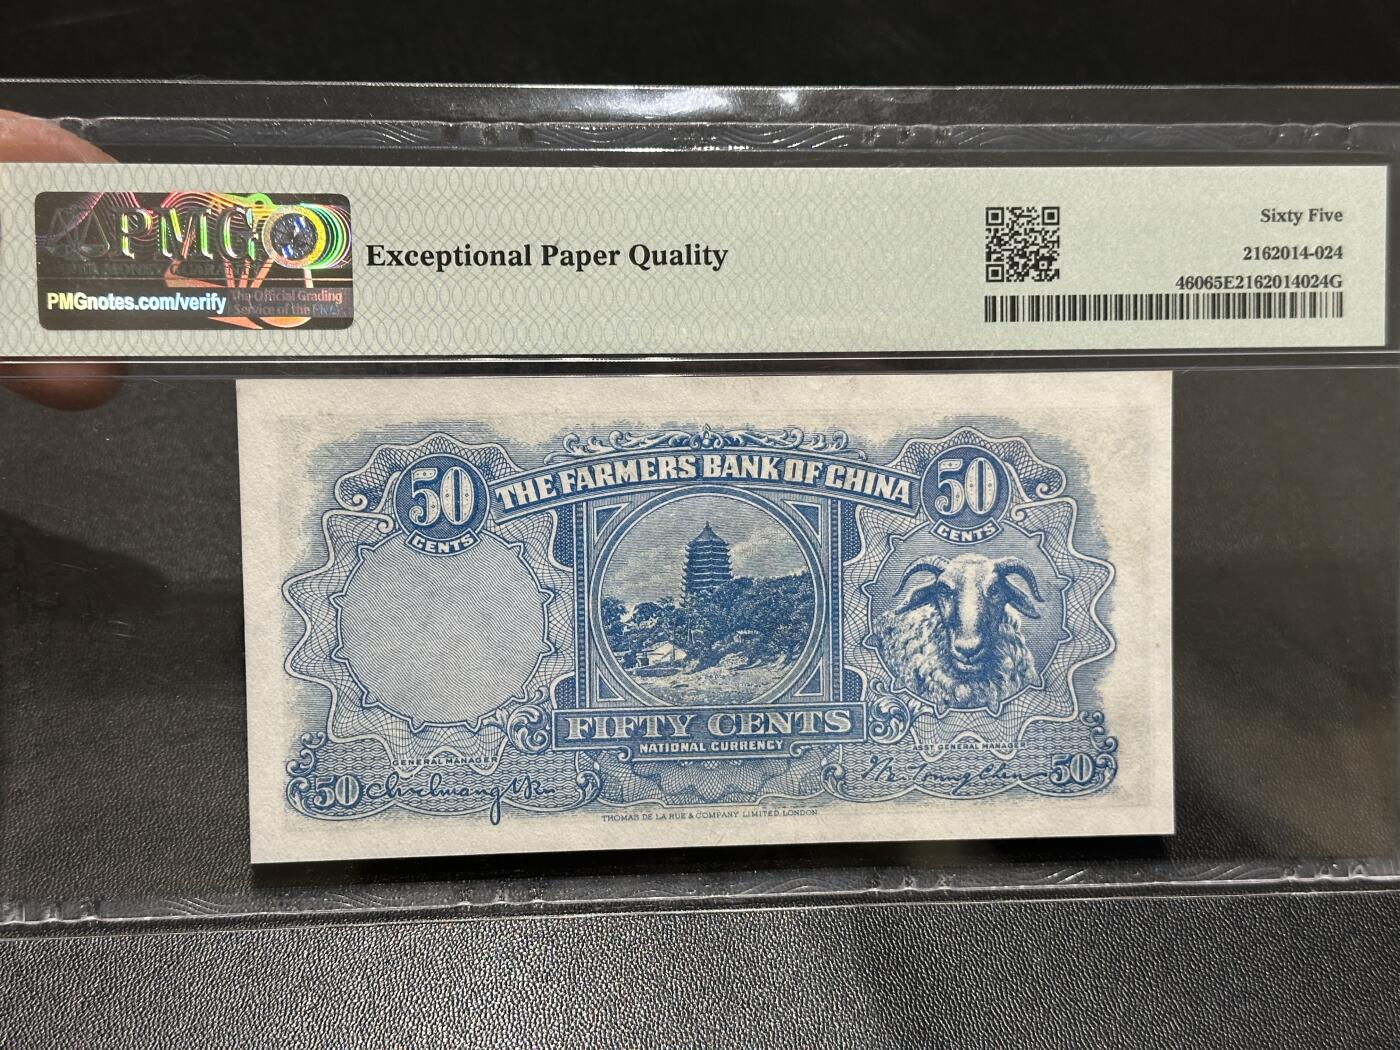 PMG
PMGnotes.com/verify
The Official Grading
Service of the
Exceptional Paper Quality
Sixty Five
2162014-024
46065E2162014024G
50
CENTS
THE FARMERS BANK OF CHINA
50
CENTS
FIFTY CENTS
NATIONAL CURRENCY
GENERAL MANAGER
ASST GENERAL MANAGER
50
50
THOMAS DE LA RUE & COMPANY LIMITED. LONDON